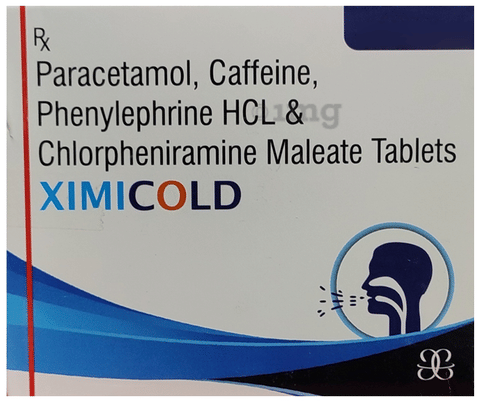 Rx
Paracetamol, Caffeine,
Phenylephrine HCL &
Chlorpheniramine Maleate Tablets
XIMICOLD